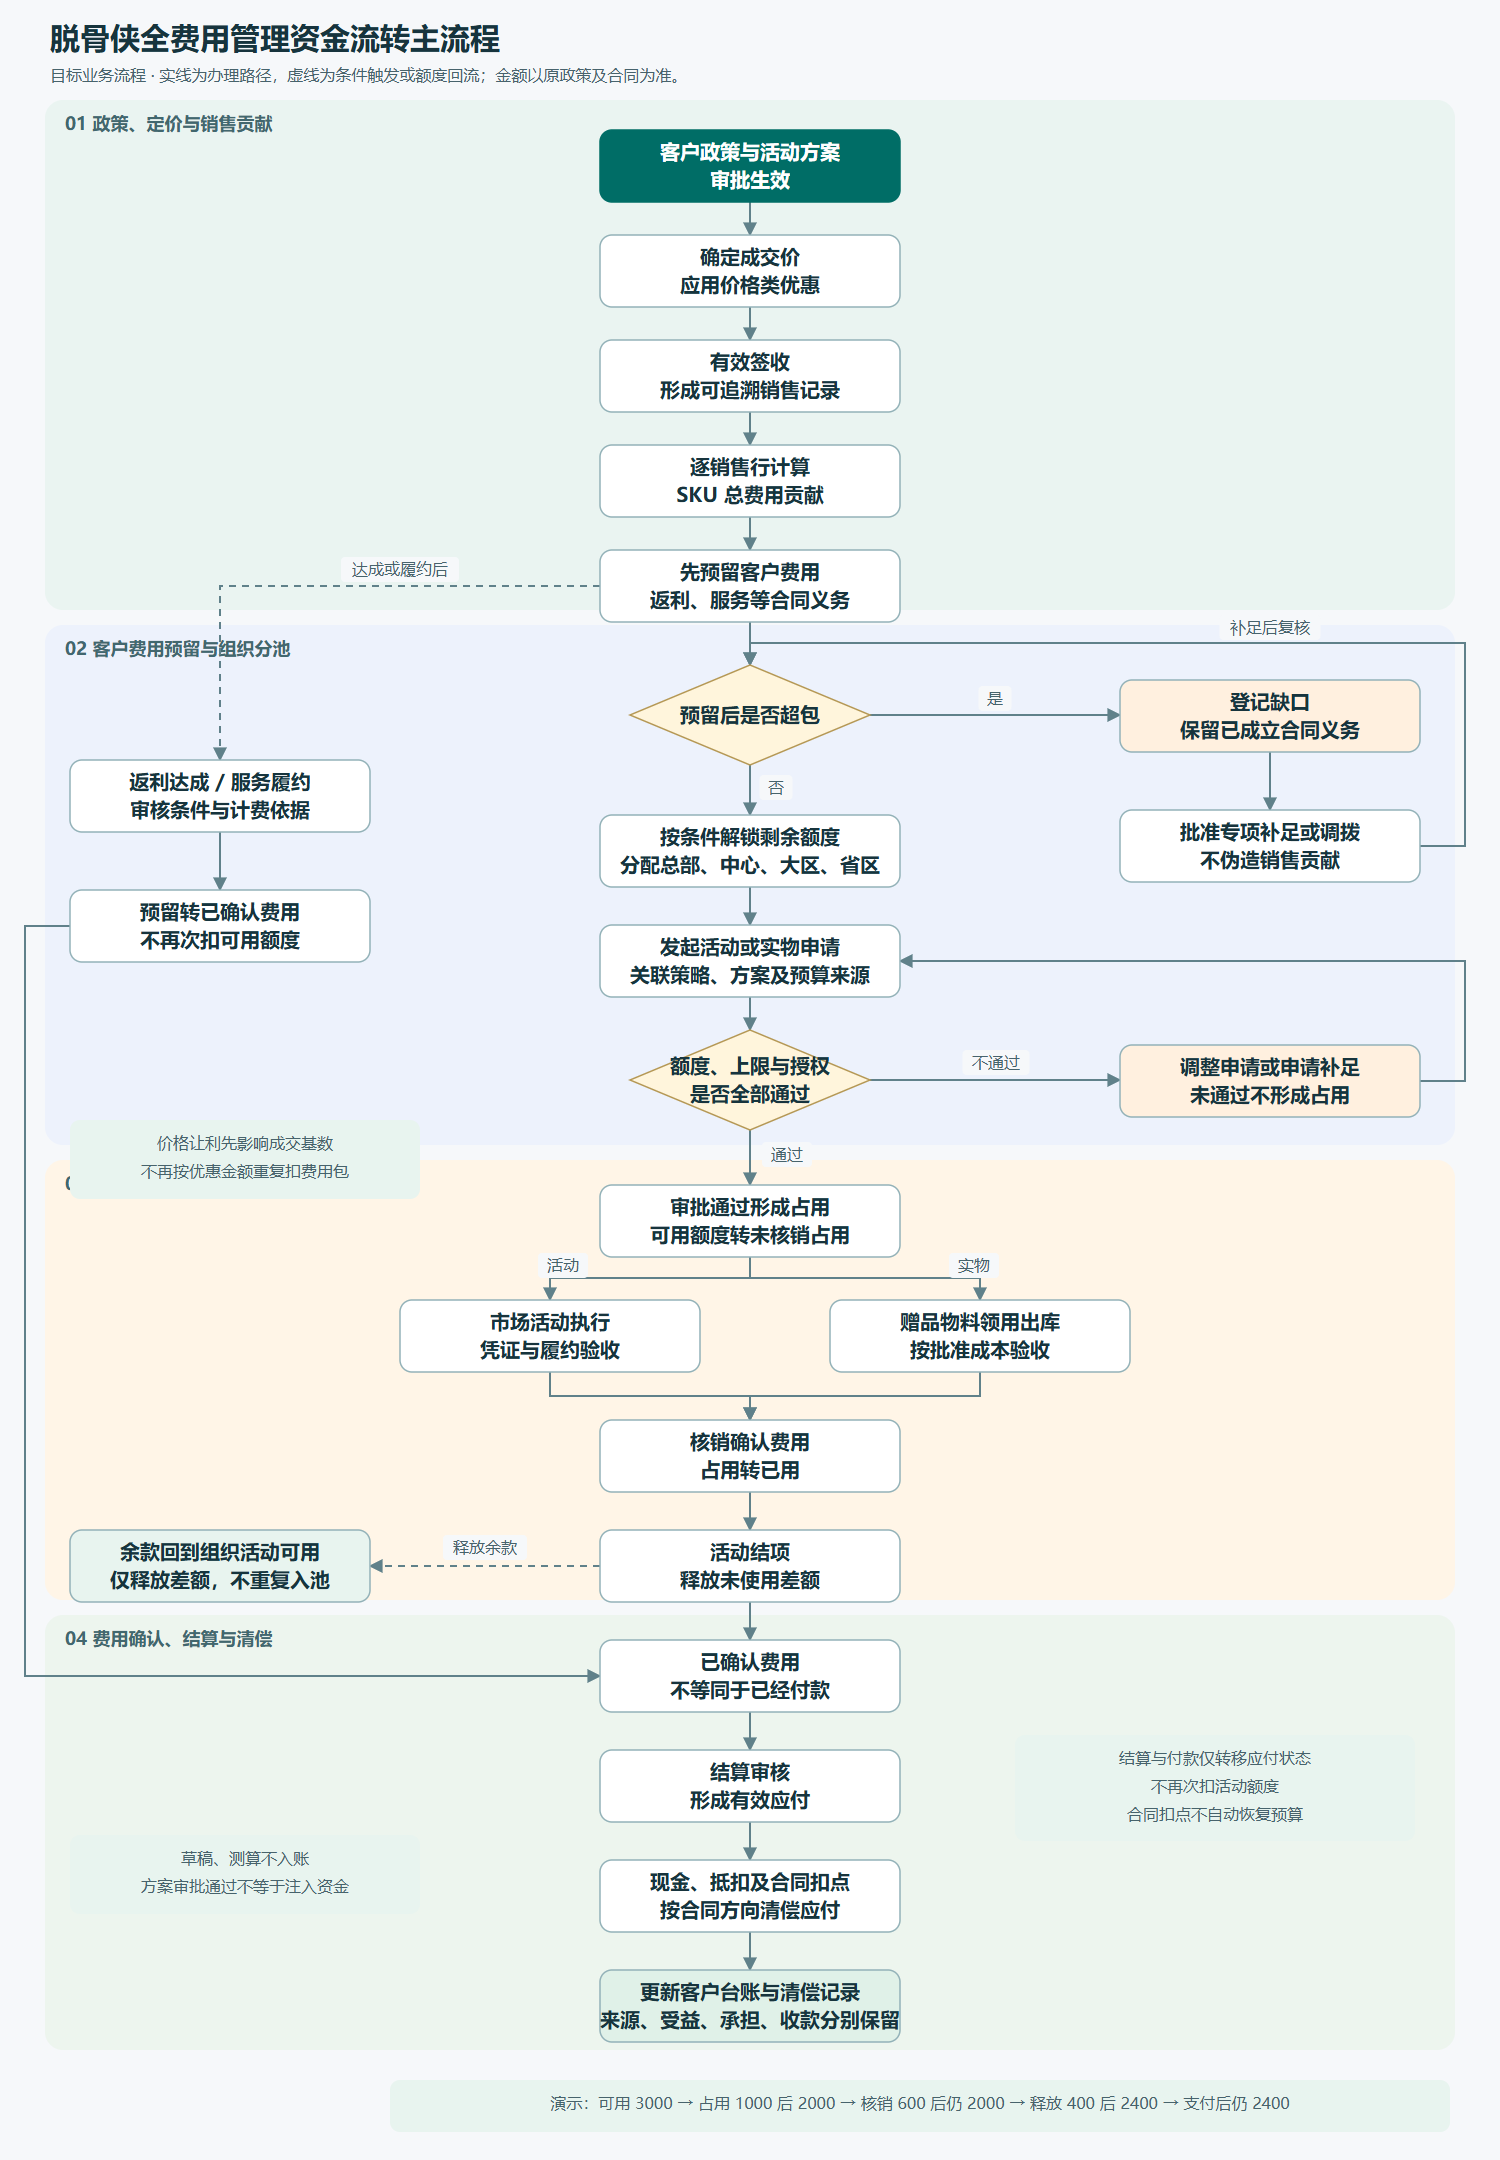 脱骨侠全费用管理资金流转主流程
目标业务流程 · 实线为办理路径，虚线为条件触发或额度回流；金额以原政策及合同为准。
01 政策、定价与销售贡献
客户政策与活动方案
审批生效
确定成交价
应用价格类优惠
有效签收
形成可追溯销售记录
逐销售行计算
SKU 总费用贡献
达成或履约后
先预留客户费用
返利、服务等合同义务
02 客户费用预留与组织分池
补足后复核
预留后是否超包
是
登记缺口
保留已成立合同义务
否
返利达成 / 服务履约
审核条件与计费依据
按条件解锁剩余额度
分配总部、中心、大区、省区
批准专项补足或调拨
不伪造销售贡献
预留转已确认费用
不再次扣可用额度
发起活动或实物申请
关联策略、方案及预算来源
额度、上限与授权
是否全部通过
不通过
调整申请或申请补足
未通过不形成占用
价格让利先影响成交基数
不再按优惠金额重复扣费用包
通过
审批通过形成占用
可用额度转未核销占用
活动
实物
市场活动执行
凭证与履约验收
赠品物料领用出库
按批准成本验收
核销确认费用
占用转已用
余款回到组织活动可用
仅释放差额，不重复入池
释放余款
活动结项
释放未使用差额
04 费用确认、结算与清偿
已确认费用
不等同于已经付款
结算审核
形成有效应付
结算与付款仅转移应付状态
不再次扣活动额度
合同扣点不自动恢复预算
草稿、测算不入账
方案审批通过不等于注入资金
现金、抵扣及合同扣点
按合同方向清偿应付
更新客户台账与清偿记录
来源、受益、承担、收款分别保留
演示：可用 3000 → 占用 1000 后 2000 → 核销 600 后仍 2000 → 释放 400 后 2400 → 支付后仍 2400